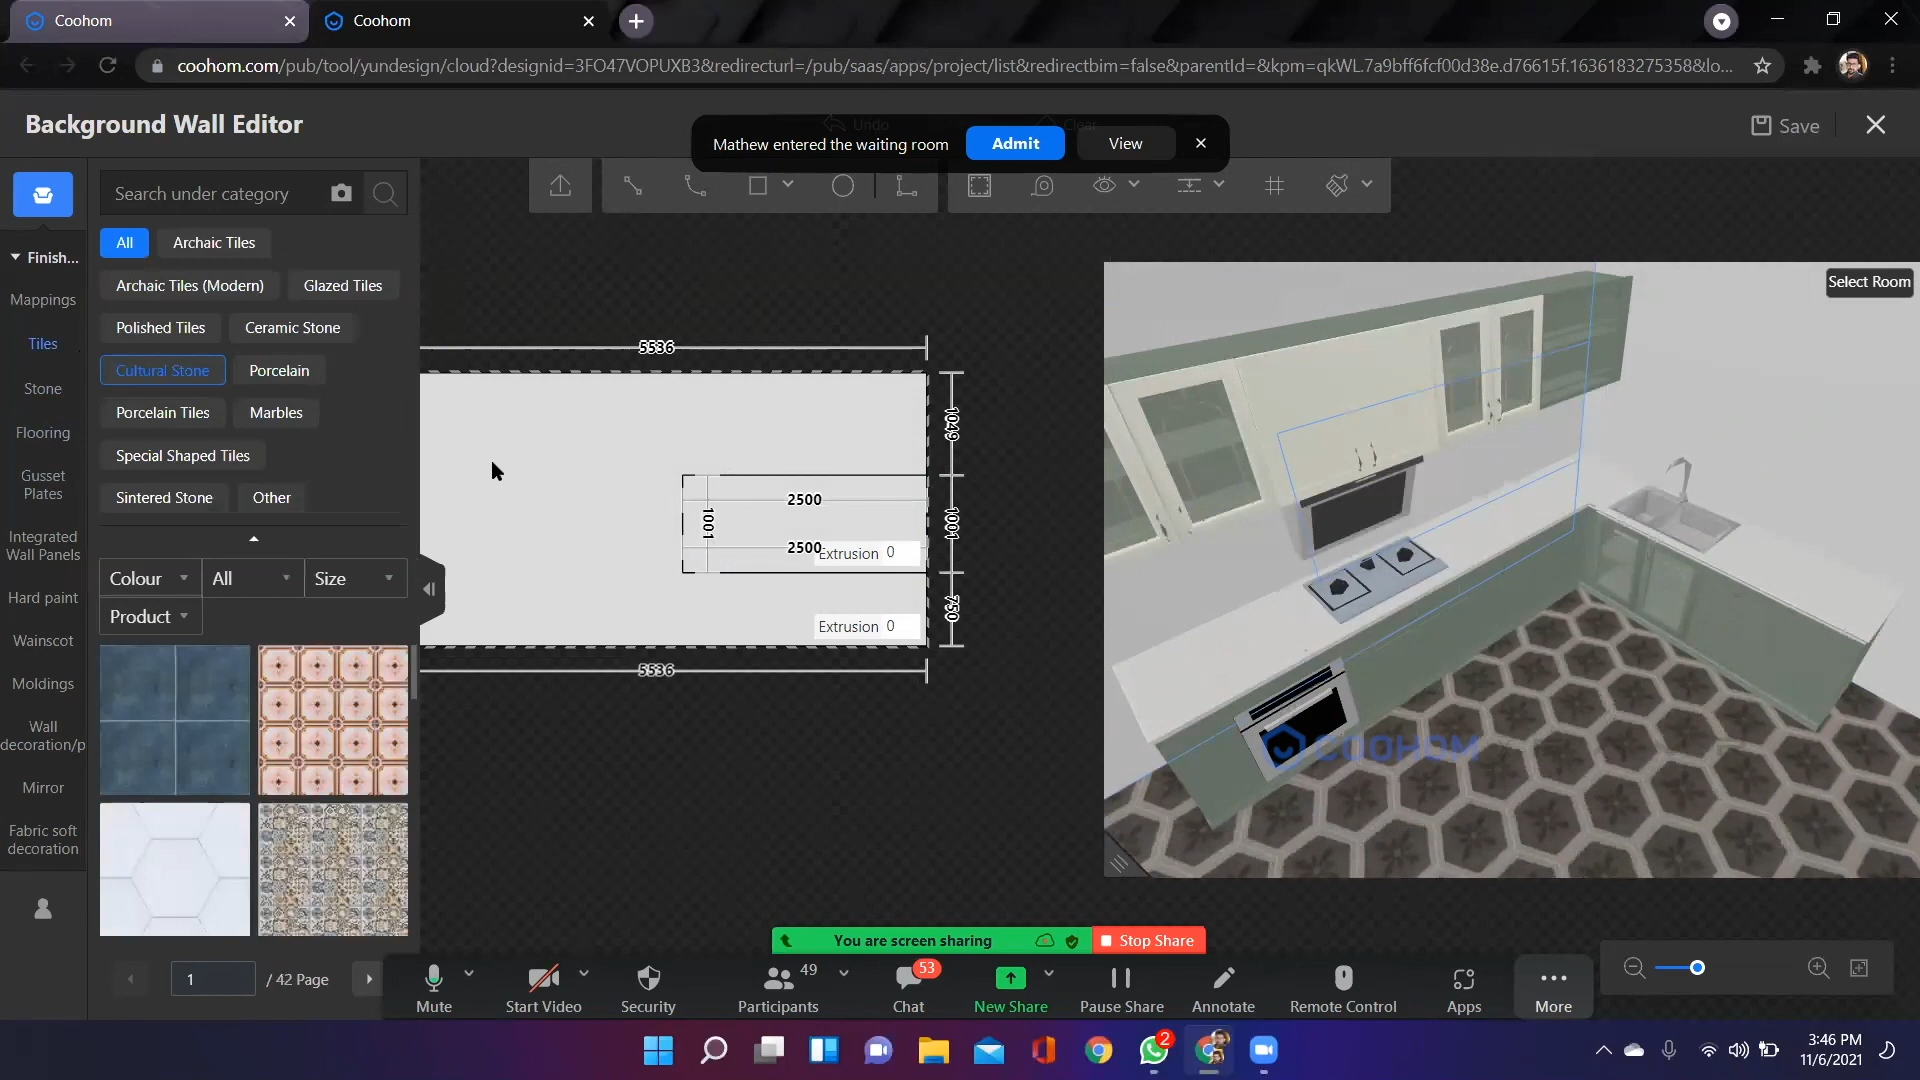 Coohom
Coohom
coohom.com/pub/tool/yundesign/cloud?designid=3FO47VOPUXB3&redirecturl=/pub/saas/apps/project/list&redirectbim=false&parentId=&kpm=qkWL.7a9bff6fcf00d38e.d76615f.1636183275358&lo...
Background Wall Editor
Undo
Clear
Save
Mathew entered the waiting room
Admit
View
Search under category
All
Archaic Tiles
Archaic Tiles (Modern)
Glazed Tiles
Polished Tiles
Ceramic Stone
Cultural Stone
Porcelain
Porcelain Tiles
Marbles
Special Shaped Tiles
Sintered Stone
Other
Finish...
Mappings
Tiles
Stone
Flooring
Gusset
Plates
Integrated
Wall Panels
Hard paint
Wainscot
Moldings
Wall
decoration/p
Mirror
Fabric soft
decoration
Colour
All
Size
Product
1
/ 42 Page
5536
1049
2500
1001
1001
2500
Extrusion 0
750
Extrusion 0
5536
Select Room
COOHOM
You are screen sharing
Stop Share
Mute
Start Video
Security
Participants
49
Chat
53
New Share
Pause Share
Annotate
Remote Control
Apps
More
2
3:46 PM
11/6/2021